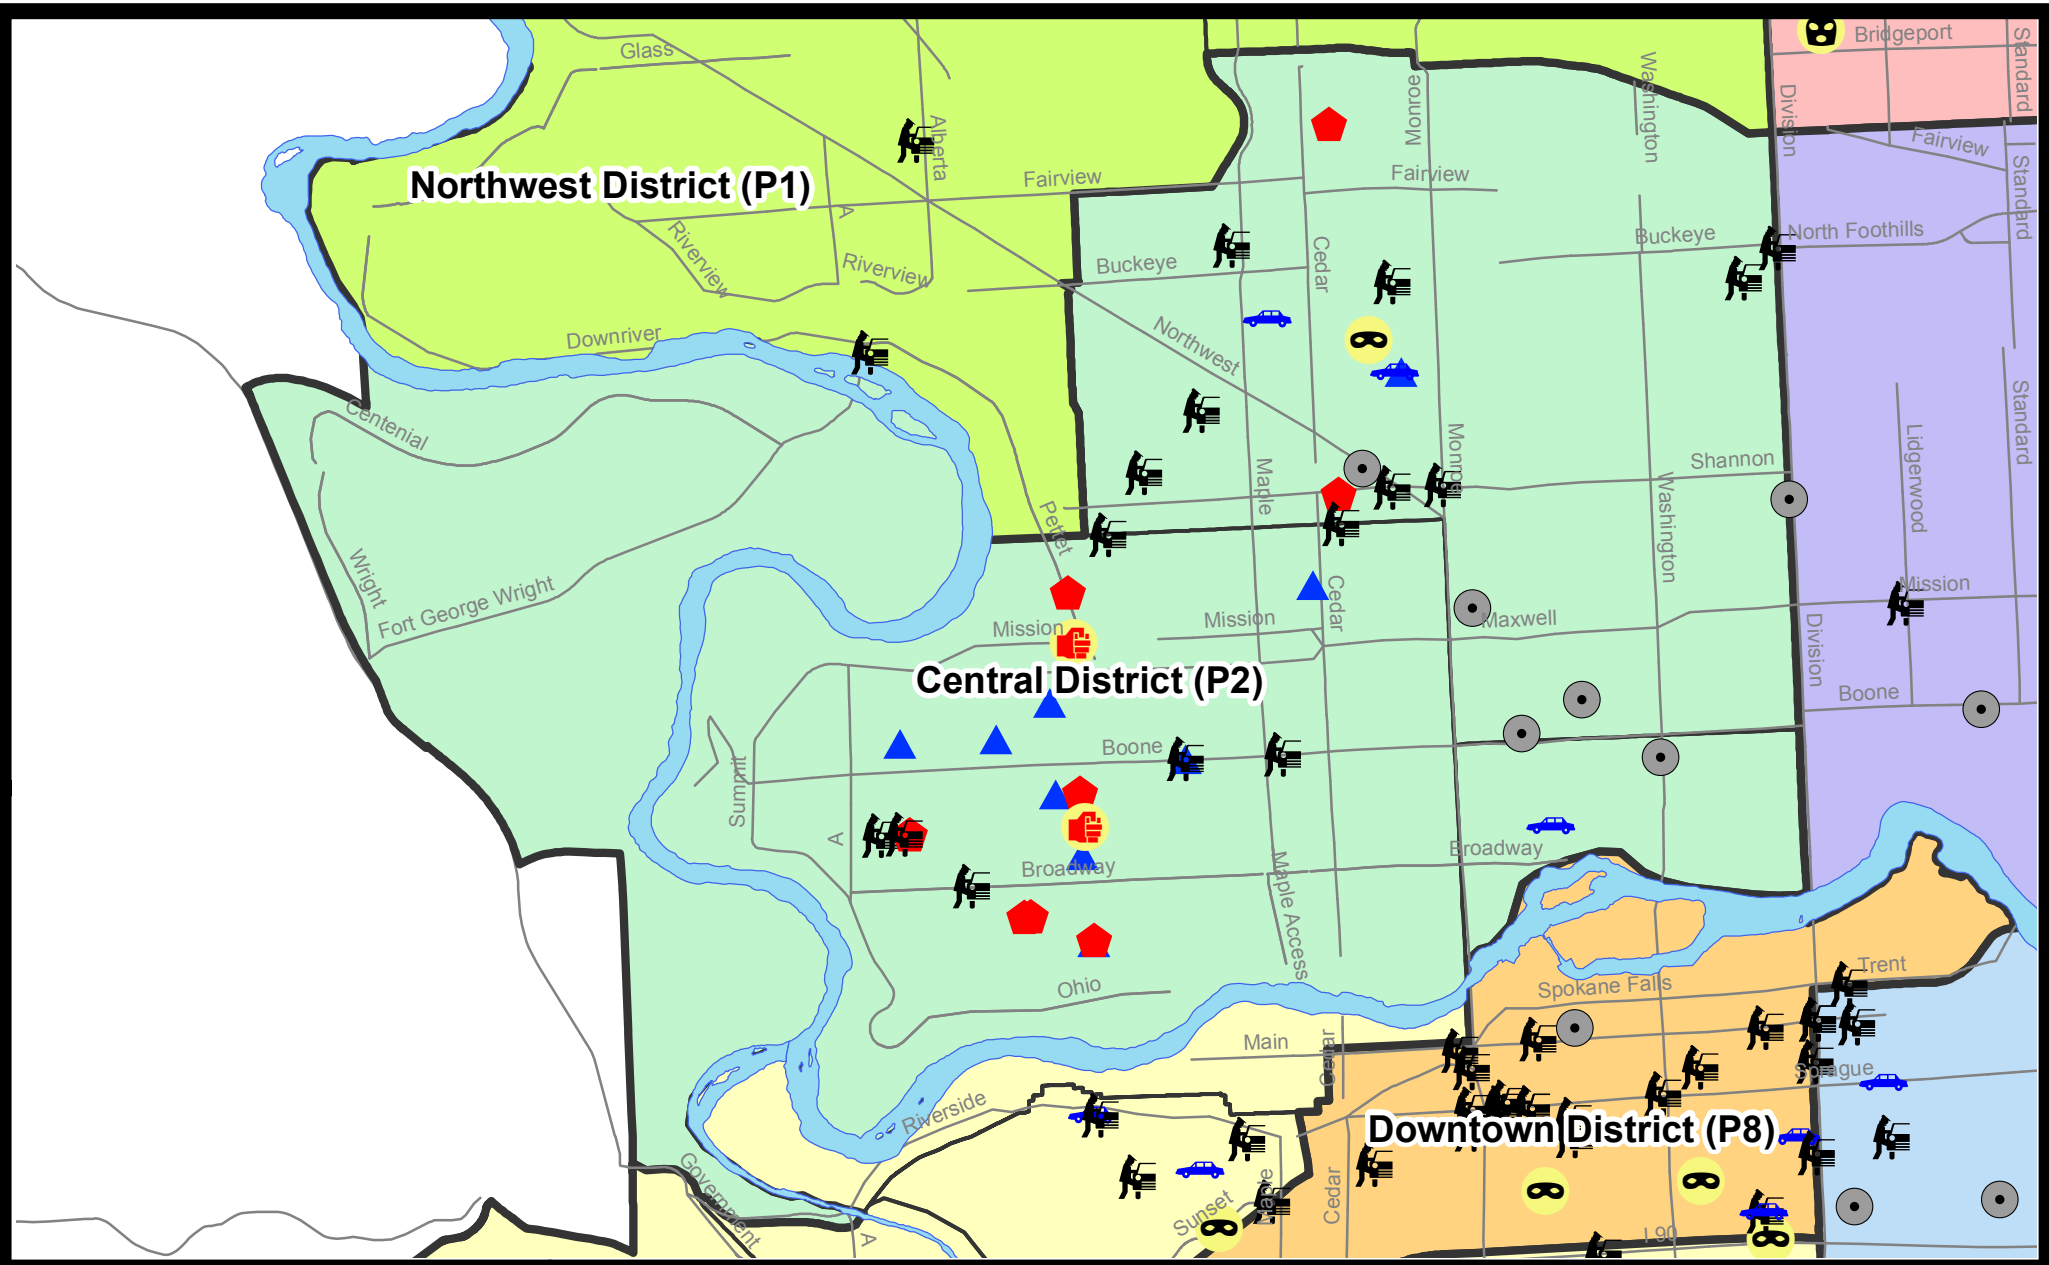 Glass
Alberta
Monroe
Washington
Division
Bridgeport
Standard
Fairview
Standard
Northwest District (P1)
Fairview
Fairview
A
Riverview
Riverview
Buckeye
Cedar
Buckeye
North Foothills
Downriver
Northwest
Centenial
Maple
Monroe
Shannon
Washington
Lidgerwood
Standard
Pettet
Wright
Fort George Wright
Mission
Mission
Cedar
Maxwell
Mission
Division
Central District (P2)
Boone
Boone
Summit
A
Broadway
Broadway
Maple Access
Ohio
Spokane Falls
Trent
Main
Cedar
Sprague
Riverside
Downtown District (P8)
Government
A
Sunset
Maple
Cedar
I 90